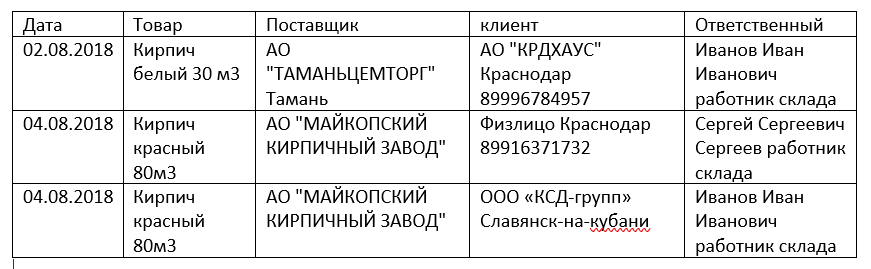 Дата Товар Поставщик клиент Ответственный
02.08.2018 Кирпич АО АО "КРДХАУС" Иванов Иван
белый 30 м3 "ТАМАНЬЦЕМТОРГ" Краснодар Иванович
Тамань 89996784957 работник склада
04.08.2018 Кирпич АО "МАЙКОПСКИЙ Физлицо Краснодар Сергей Сергеевич
красный КИРПИЧНЫЙ ЗАВОД" 89916371732 Сергеев работник
80м3 склада
04.08.2018 Кирпич АО "МАЙКОПСКИЙ ООО «КСД-групп» Иванов Иван
красный КИРПИЧНЫЙ ЗАВОД" Славянск-на-кубани Иванович
80м3 работник склада